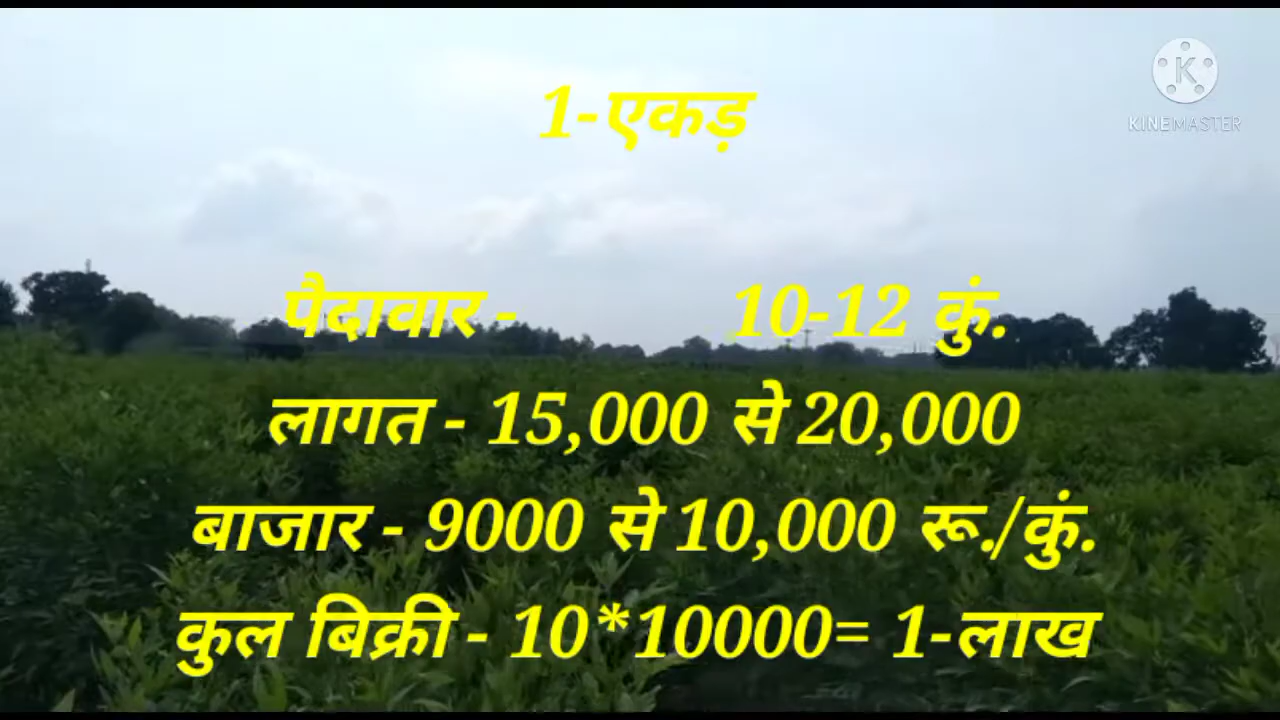 KINEMASTER
1-एकड़
पैदावार - 10-12 कुं.
लागत - 15,000 से 20,000
बाजार - 9000 से 10,000 रू./कुं.
कुल बिक्री - 10*10000= 1-लाख